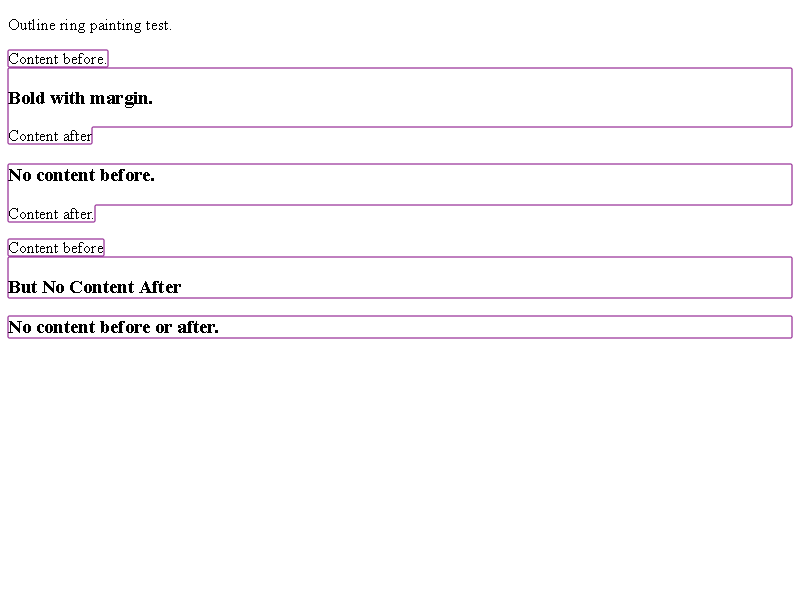 Outline ring painting test.
Content before.
Bold with margin.
Content after
No content before.
Content after.
Content before
But No Content After
No content before or after.